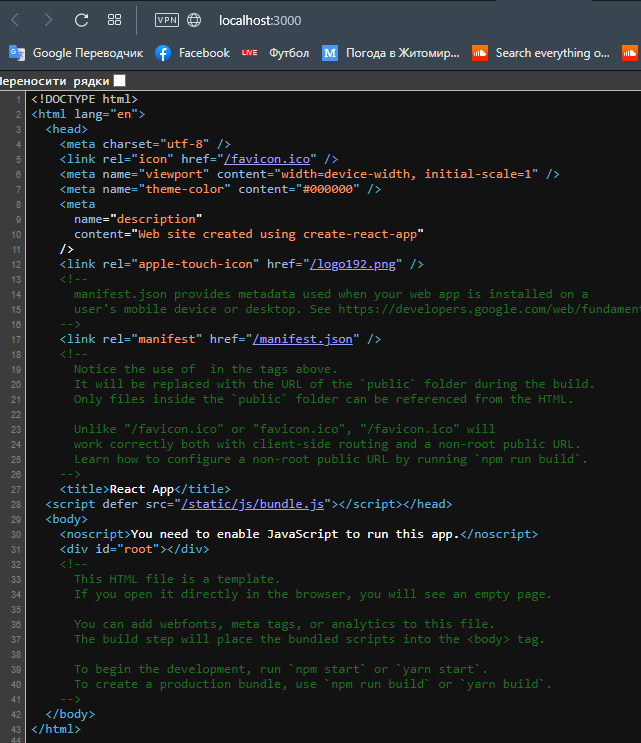 VPN localhost:3000
Google Переводчик Facebook LIVE Футбол M Погода в Житомир... Search everything o...
Переносити рядки
1 <!DOCTYPE html>
2 <html lang="en">
3 <head>
4 <meta charset="utf-8" />
5 <link rel="icon" href="/favicon.ico" />
6 <meta name="viewport" content="width=device-width, initial-scale=1" />
7 <meta name="theme-color" content="#000000" />
8 <meta
9 name="description"
10 content="Web site created using create-react-app"
11 />
12 <link rel="apple-touch-icon" href="/logo192.png" />
13 <!--
14 manifest.json provides metadata used when your web app is installed on a
15 user's mobile device or desktop. See https://developers.google.com/web/fundament
16 -->
17 <link rel="manifest" href="/manifest.json" />
18 <!--
19 Notice the use of  in the tags above.
20 It will be replaced with the URL of the `public` folder during the build.
21 Only files inside the `public` folder can be referenced from the HTML.
22
23 Unlike "/favicon.ico" or "favicon.ico", "/favicon.ico" will
24 work correctly both with client-side routing and a non-root public URL.
25 Learn how to configure a non-root public URL by running `npm run build`.
26 -->
27 <title>React App</title>
28 <script defer src="/static/js/bundle.js"></script></head>
29 <body>
30 <noscript>You need to enable JavaScript to run this app.</noscript>
31 <div id="root"></div>
32 <!--
33 This HTML file is a template.
34 If you open it directly in the browser, you will see an empty page.
35
36 You can add webfonts, meta tags, or analytics to this file.
37 The build step will place the bundled scripts into the <body> tag.
38
39 To begin the development, run `npm start` or `yarn start`.
40 To create a production bundle, use `npm run build` or `yarn build`.
41 -->
42 </body>
43 </html>
44